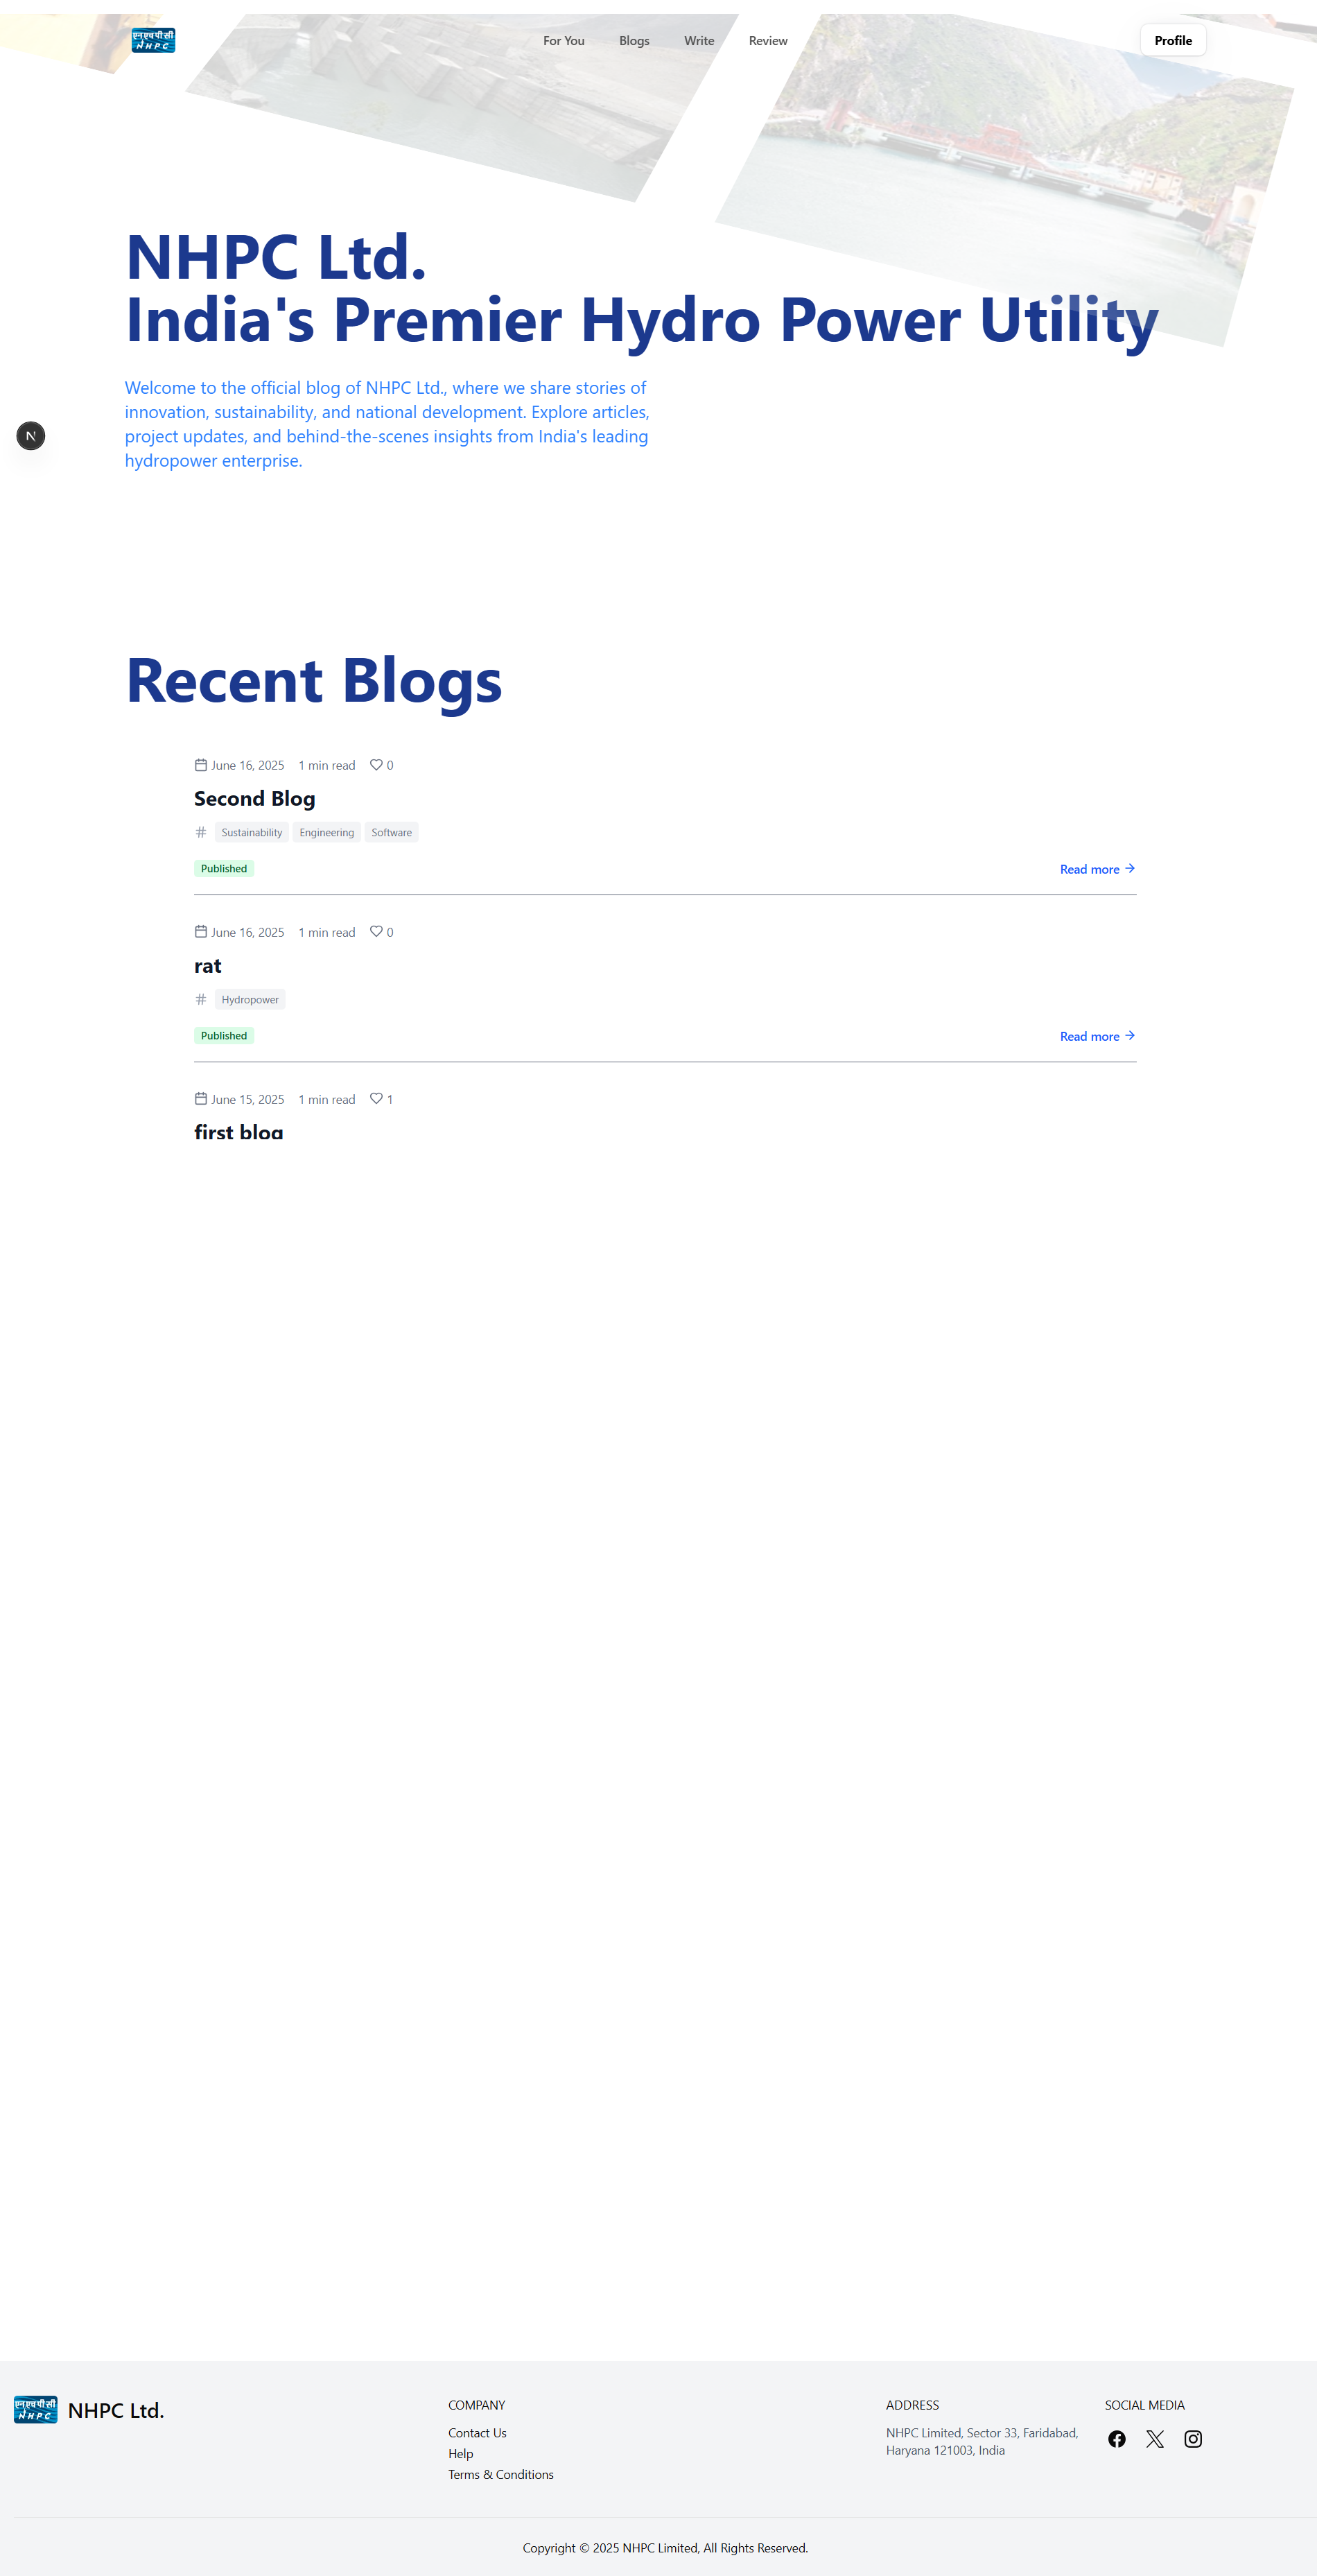 एनएचपीसी
NHPC
For You
Blogs
Write
Review
Profile
NHPC Ltd.
India's Premier Hydro Power Utility
Welcome to the official blog of NHPC Ltd., where we share stories of
innovation, sustainability, and national development. Explore articles,
project updates, and behind-the-scenes insights from India's leading
hydropower enterprise.
N
Recent Blogs
June 16, 2025 1 min read 0
Second Blog
# Sustainability Engineering Software
Published
Read more →
June 16, 2025 1 min read 0
rat
# Hydropower
Published
Read more →
June 15, 2025 1 min read 1
first blog
एनएचपीसी
NHPC
NHPC Ltd.
COMPANY
Contact Us
Help
Terms & Conditions
ADDRESS
NHPC Limited, Sector 33, Faridabad,
Haryana 121003, India
SOCIAL MEDIA
Copyright © 2025 NHPC Limited, All Rights Reserved.